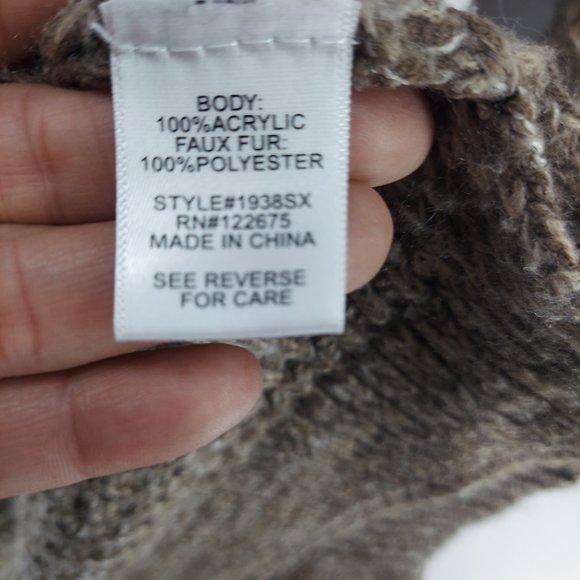 BODY:
100%ACRYLIC
FAUX FUR:
100%POLYESTER
STYLE#1938SX
RN#122675
MADE IN CHINA
SEE REVERSE
FOR CARE